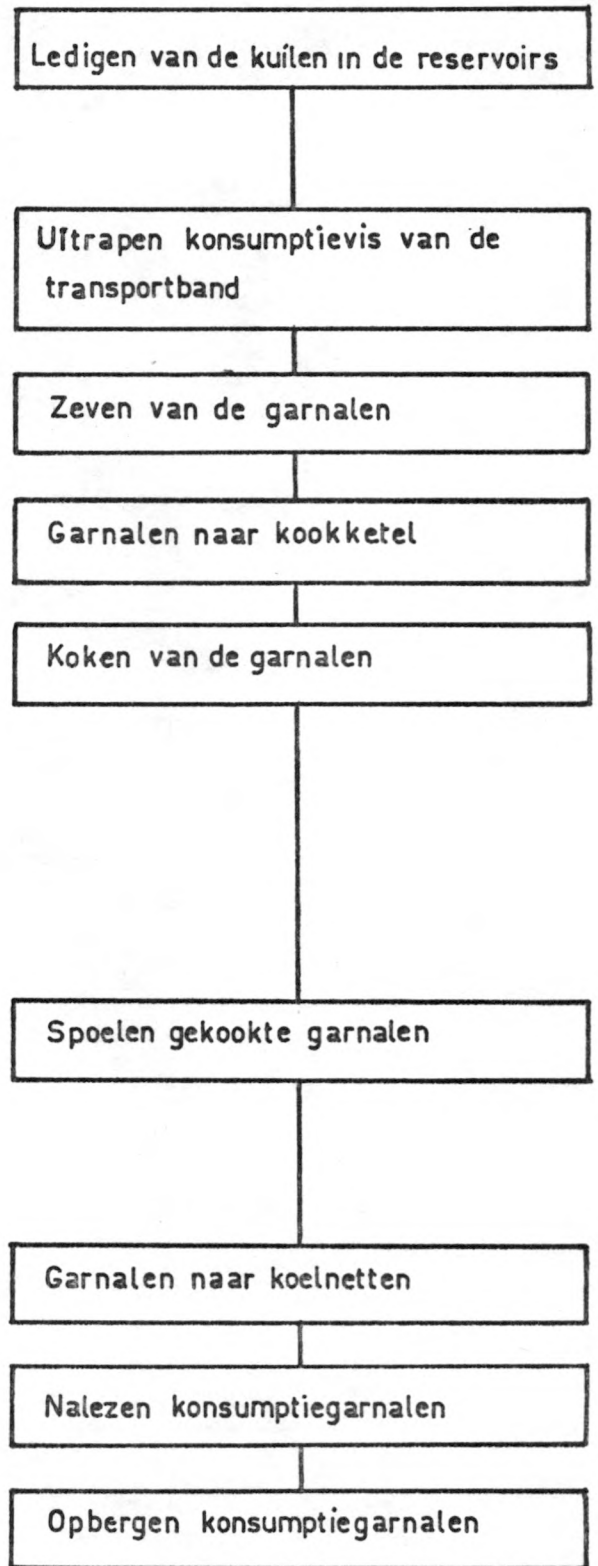 Ledigen van de kuilen in de reservoirs
Uitrapen konsumptievis van de
transportband
Zeven van de garnalen
Garnalen naar kookketel
Koken van de garnalen
Spoelen gekookte garnalen
Garnalen naar koelnetten
Nalezen konsumptiegarnalen
Opbergen konsumptiegarnalen